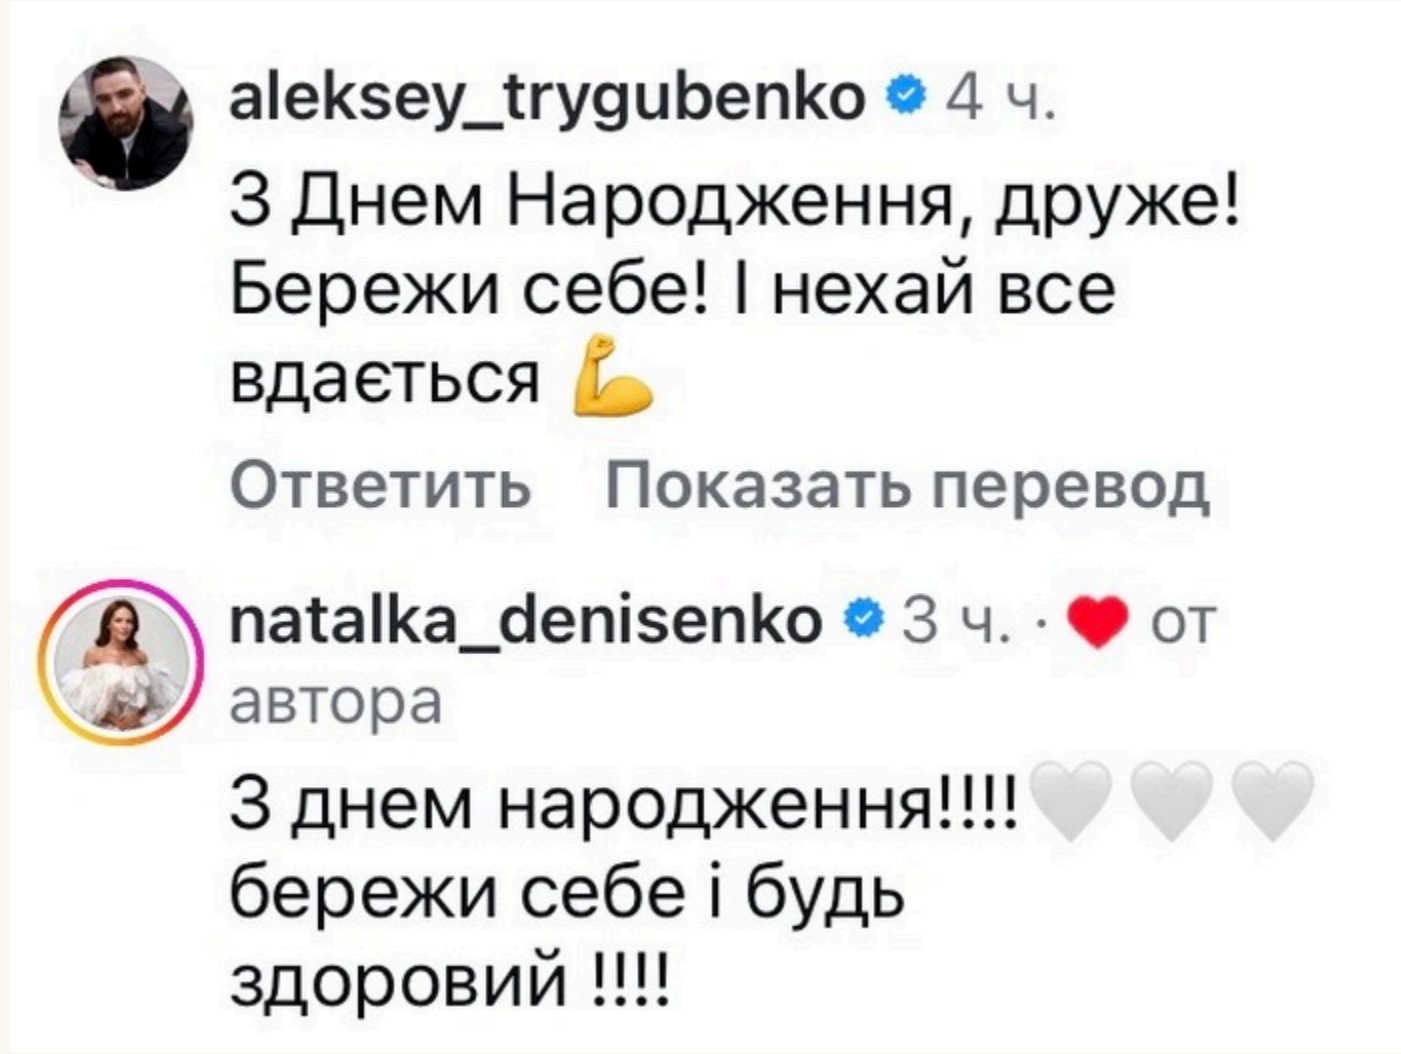 aleksey_trygubenko 4 ч.
З Днем Народження, друже!
Бережи себе! І нехай все
вдається 💪
Ответить Показать перевод
natalka_denisenko 3 ч. · ❤️ от
автора
З днем народження!!!!🤍🤍🤍
бережи себе і будь
здоровий !!!!